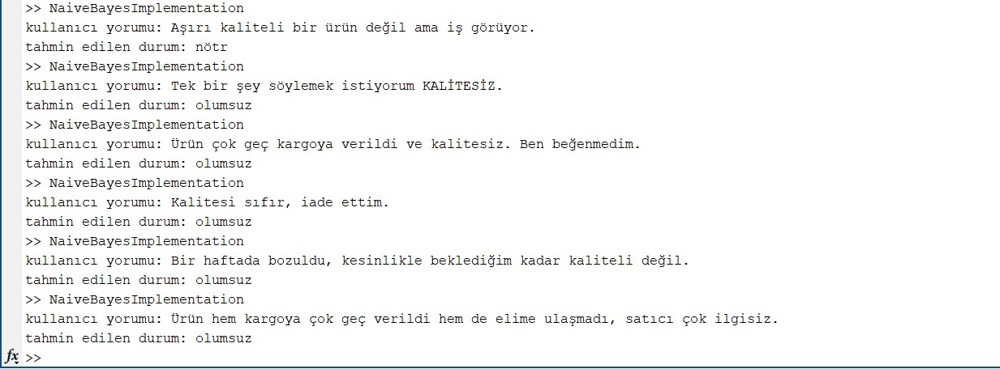 >> NaiveBayesImplementation
kullanıcı yorumu: Aşırı kaliteli bir ürün değil ama iş görüyor.
tahmin edilen durum: nötr
>> NaiveBayesImplementation
kullanıcı yorumu: Tek bir şey söylemek istiyorum KALİTESİZ.
tahmin edilen durum: olumsuz
>> NaiveBayesImplementation
kullanıcı yorumu: Ürün çok geç kargoya verildi ve kalitesiz. Ben beğenmedim.
tahmin edilen durum: olumsuz
>> NaiveBayesImplementation
kullanıcı yorumu: Kalitesi sıfır, iade ettim.
tahmin edilen durum: olumsuz
>> NaiveBayesImplementation
kullanıcı yorumu: Bir haftada bozuldu, kesinlikle beklediğim kadar kaliteli değil.
tahmin edilen durum: olumsuz
>> NaiveBayesImplementation
kullanıcı yorumu: Ürün hem kargoya çok geç verildi hem de elime ulaşmadı, satıcı çok ilgisiz.
tahmin edilen durum: olumsuz
fx >>